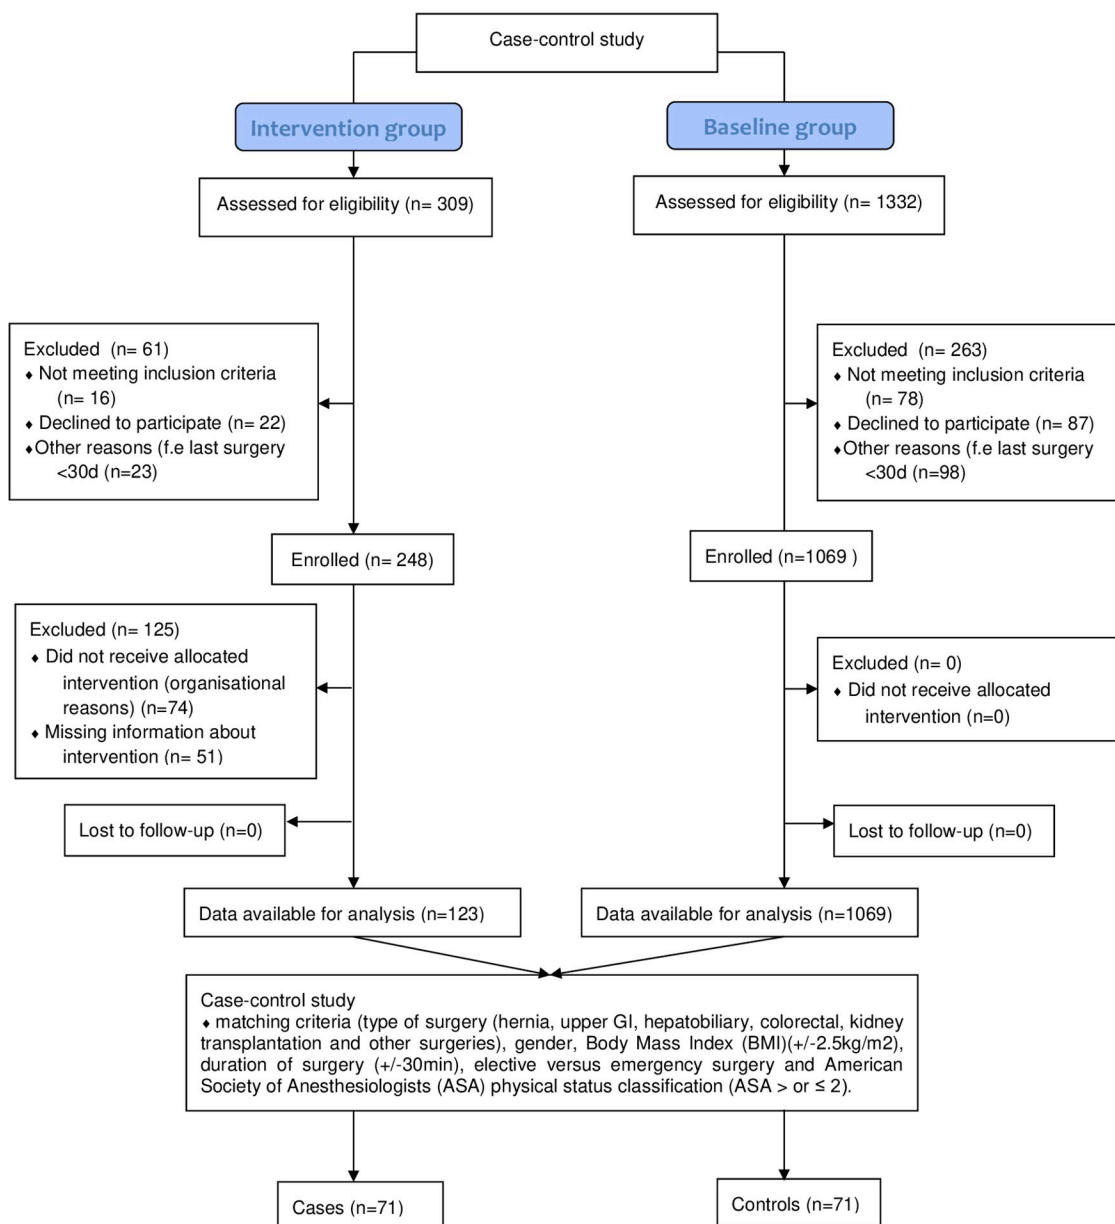 Case-control study
Intervention group
Baseline group
Assessed for eligibility (n= 309)
Assessed for eligibility (n= 1332)
Excluded (n= 61)
♦ Not meeting inclusion criteria
(n= 16)
♦ Declined to participate (n= 22)
♦Other reasons (f.e last surgery
<30d (n=23)
Excluded (n= 263)
♦ Not meeting inclusion criteria
(n= 78)
♦ Declined to participate (n= 87)
♦Other reasons (f.e last surgery
<30d (n=98)
Enrolled (n= 248)
Enrolled (n=1069 )
Excluded (n= 125)
♦ Did not receive allocated
intervention (organisational
reasons) (n=74)
♦ Missing information about
intervention (n= 51)
Excluded (n= 0)
♦ Did not receive allocated
intervention (n=0)
Lost to follow-up (n=0)
Lost to follow-up (n=0)
Data available for analysis (n=123)
Data available for analysis (n=1069)
Case-control study
♦ matching criteria (type of surgery (hernia, upper GI, hepatobiliary, colorectal, kidney
transplantation and other surgeries), gender, Body Mass Index (BMI)(+/-2.5kg/m2),
duration of surgery (+/-30min), elective versus emergency surgery and American
Society of Anesthesiologists (ASA) physical status classification (ASA > or ≤ 2).
Cases (n=71)
Controls (n=71)